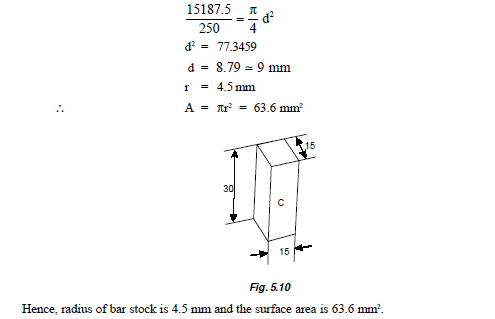 15187.5 / 250 = π / 4 d²
d² = 77.3459
d = 8.79 ≃ 9 mm
r = 4.5 mm
∴ A = πr² = 63.6 mm²
15
30
C
15
Fig. 5.10
Hence, radius of bar stock is 4.5 mm and the surface area is 63.6 mm².